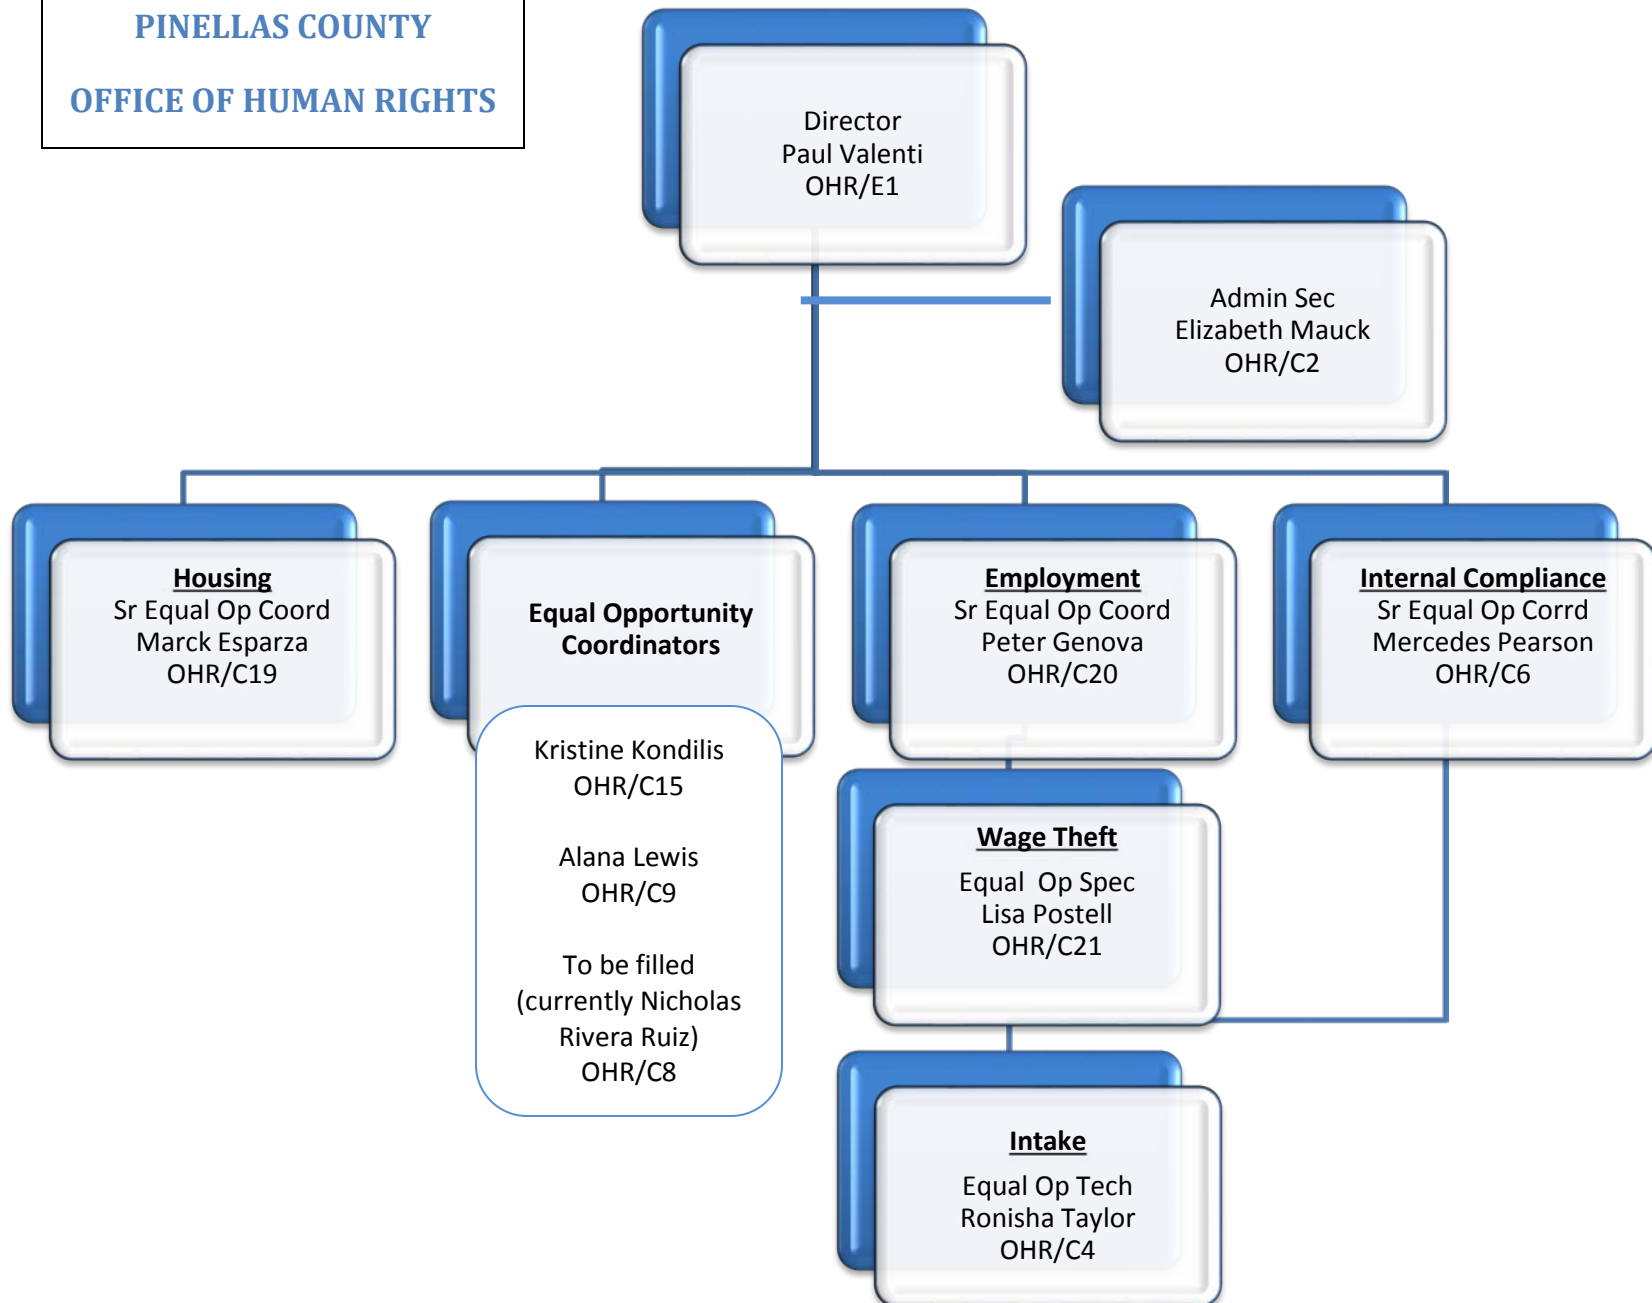 PINELLAS COUNTY
OFFICE OF HUMAN RIGHTS
Director
Paul Valenti
OHR/E1
Admin Sec
Elizabeth Mauck
OHR/C2
Housing
Sr Equal Op Coord
Marck Esparza
OHR/C19
Equal Opportunity
Coordinators
Kristine Kondilis
OHR/C15
Alana Lewis
OHR/C9
To be filled
(currently Nicholas
Rivera Ruiz)
OHR/C8
Employment
Sr Equal Op Coord
Peter Genova
OHR/C20
Internal Compliance
Sr Equal Op Corrd
Mercedes Pearson
OHR/C6
Wage Theft
Equal  Op Spec
Lisa Postell
OHR/C21
Intake
Equal Op Tech
Ronisha Taylor
OHR/C4